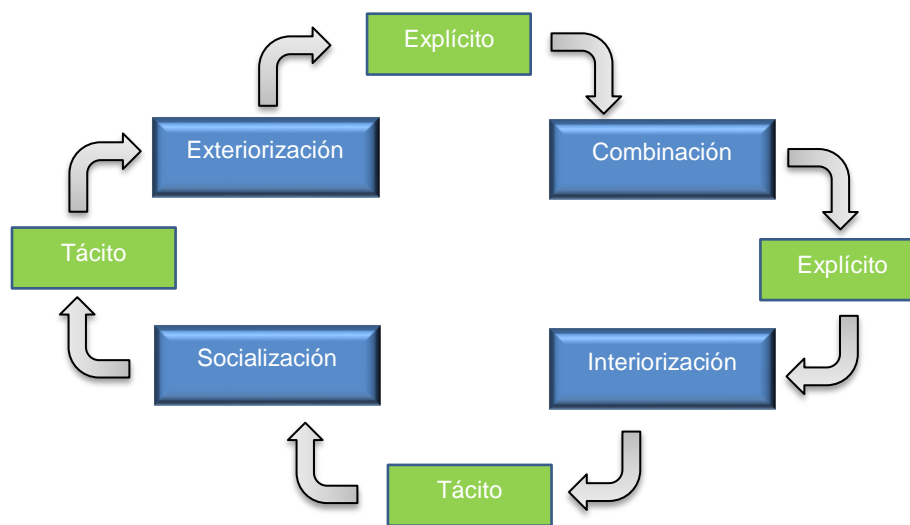 Explícito
Exteriorización
Combinación
Tácito
Explícito
Socialización
Interiorización
Tácito